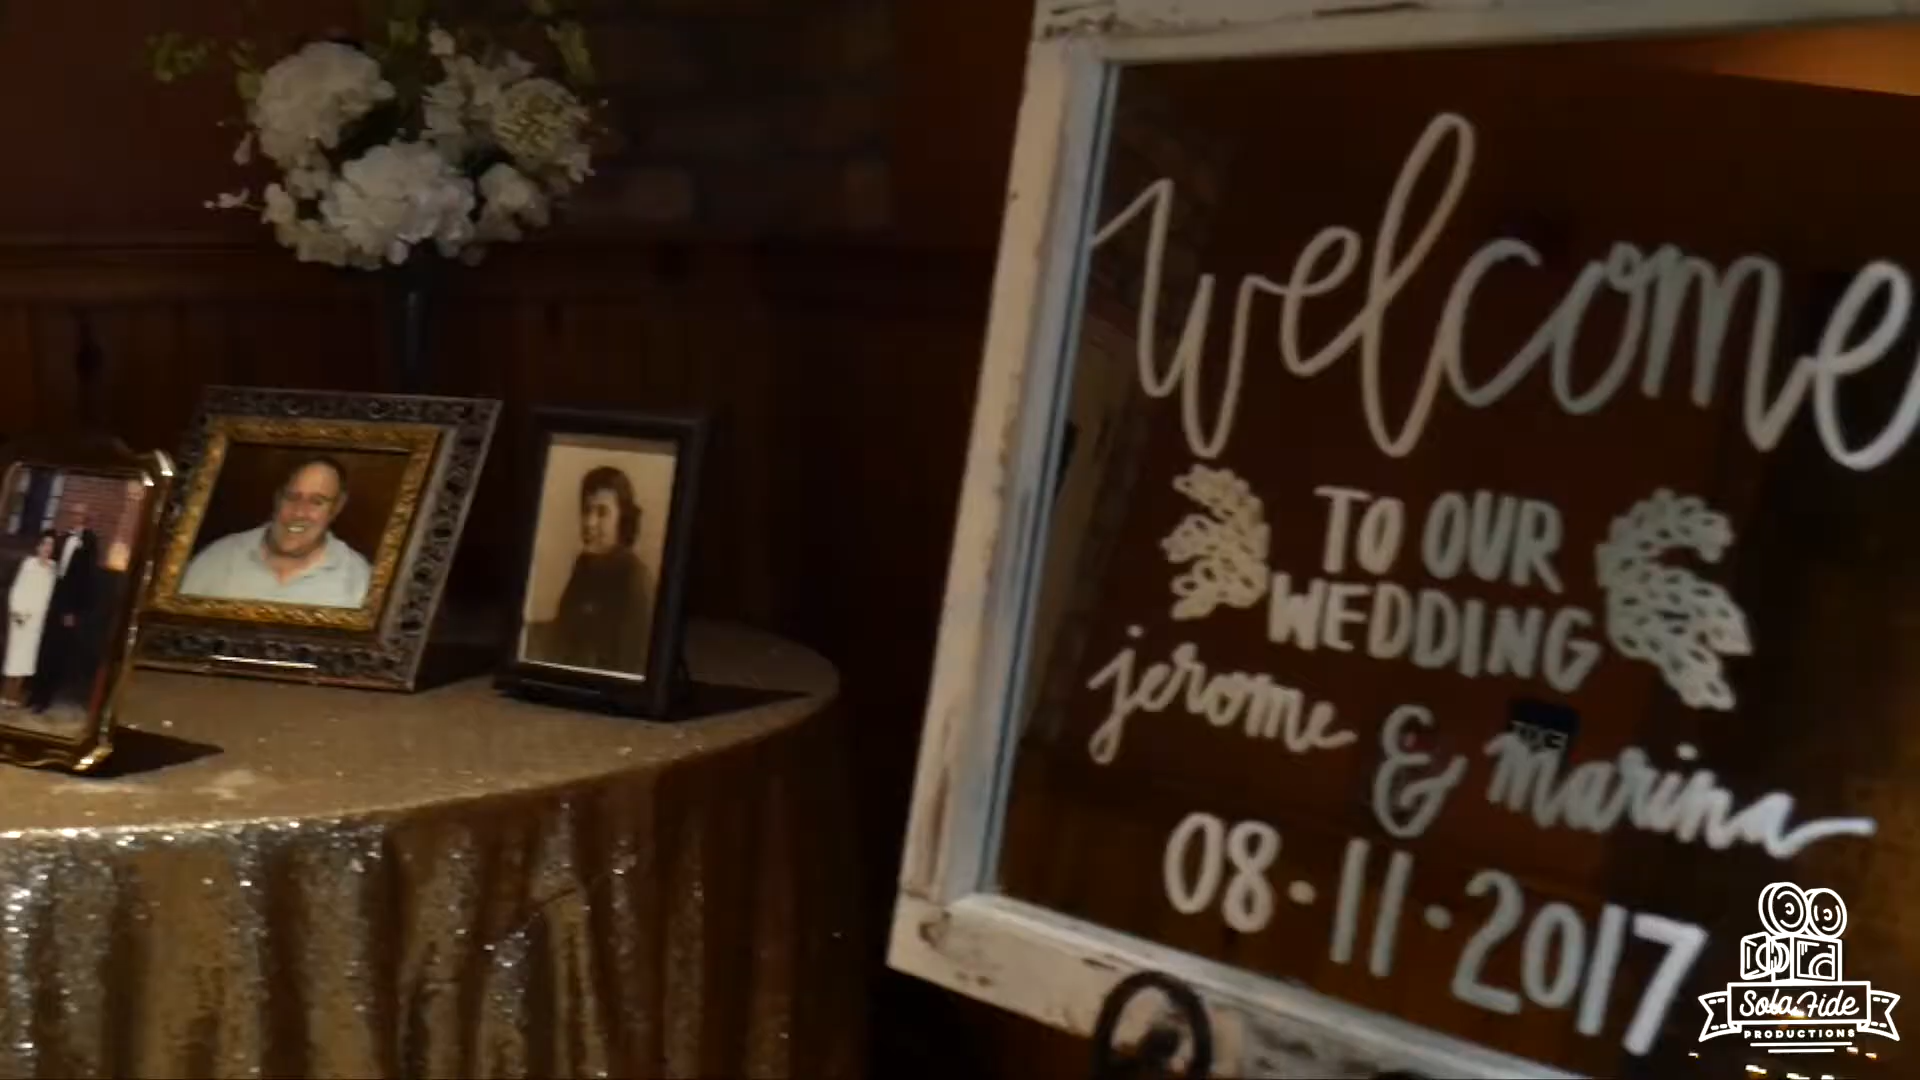 welcome
TO OUR
WEDDING
jerome & marina
08·11·2017
Sola Fide
PRODUCTIONS